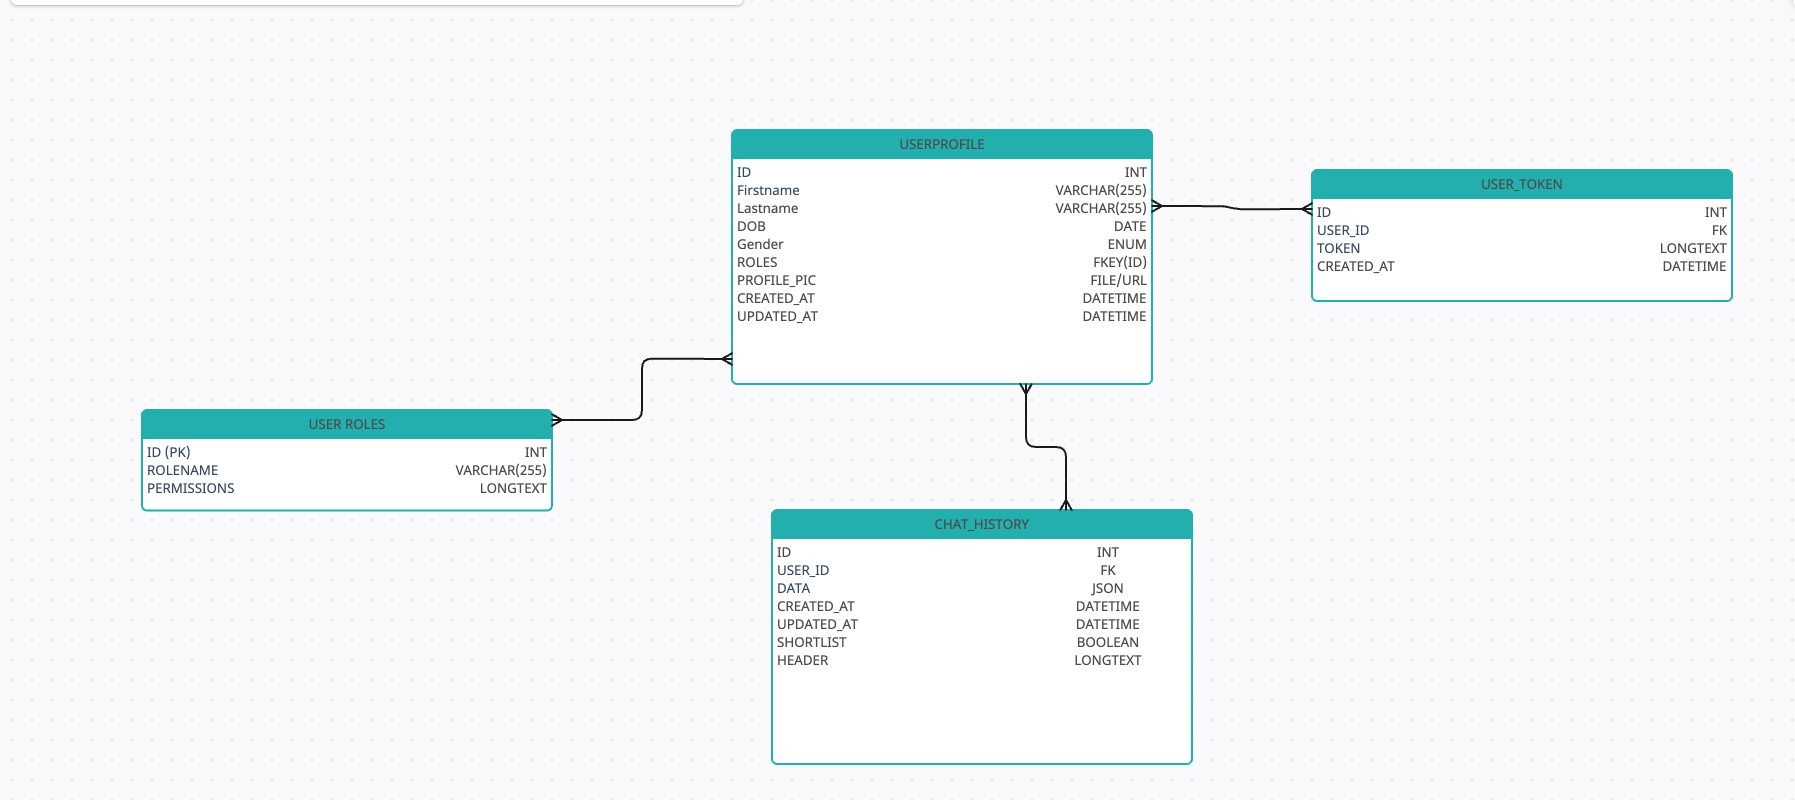 USERPROFILE
ID INT
Firstname VARCHAR(255)
Lastname VARCHAR(255)
DOB DATE
Gender ENUM
ROLES FKEY(ID)
PROFILE_PIC FILE/URL
CREATED_AT DATETIME
UPDATED_AT DATETIME
USER_TOKEN
ID INT
USER_ID FK
TOKEN LONGTEXT
CREATED_AT DATETIME
USER ROLES
ID (PK) INT
ROLENAME VARCHAR(255)
PERMISSIONS LONGTEXT
CHAT_HISTORY
ID INT
USER_ID FK
DATA JSON
CREATED_AT DATETIME
UPDATED_AT DATETIME
SHORTLIST BOOLEAN
HEADER LONGTEXT